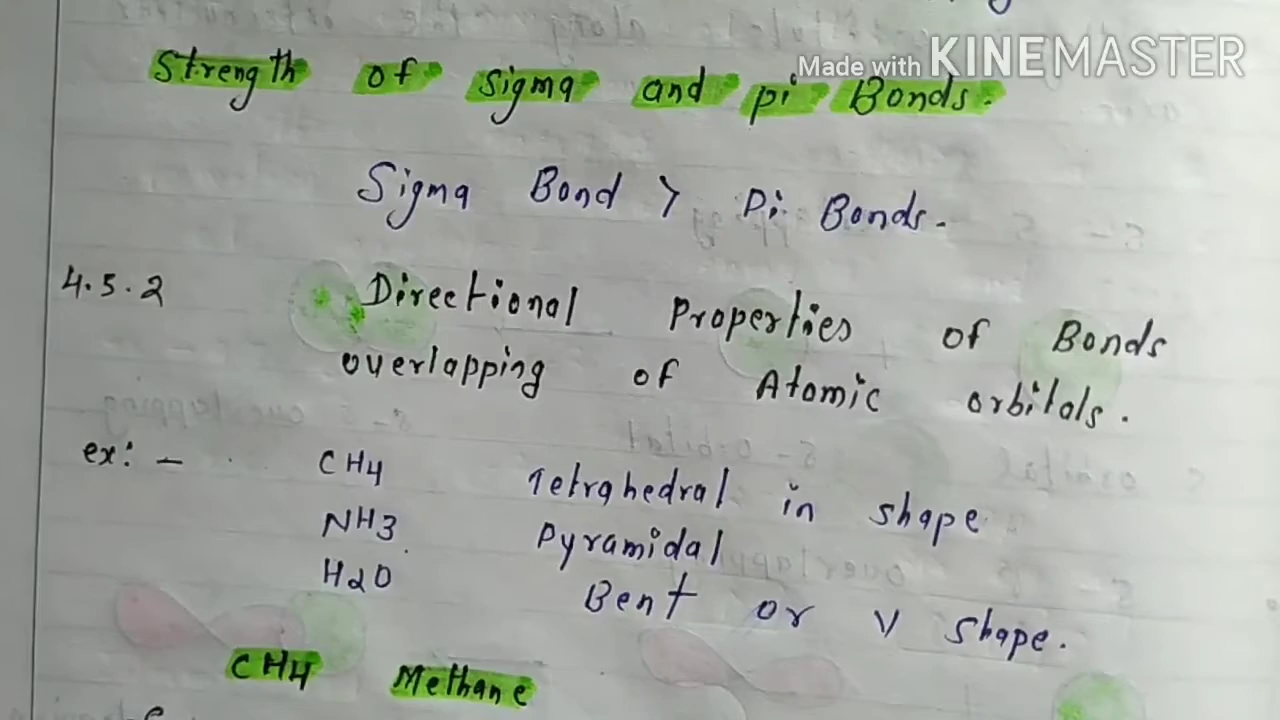 Made with KINEMASTER
Strength of Sigma and pi Bonds.
Sigma Bond > Pi Bonds.
4.5.2 Directional Properties of Bonds
overlapping of Atomic orbitals.
ex: - CH4 Tetrahedral in shape
NH3 Pyramidal
H2O Bent or V shape.
CH4 Methane